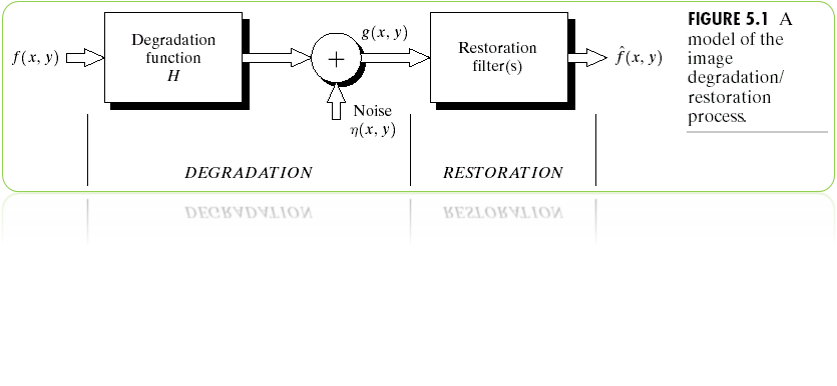 f(x, y)
Degradation
function
H
+
g(x, y)
Noise
η(x, y)
Restoration
filter(s)
f̂(x, y)
DEGRADATION
RESTORATION
FIGURE 5.1 A
model of the
image
degradation/
restoration
process.